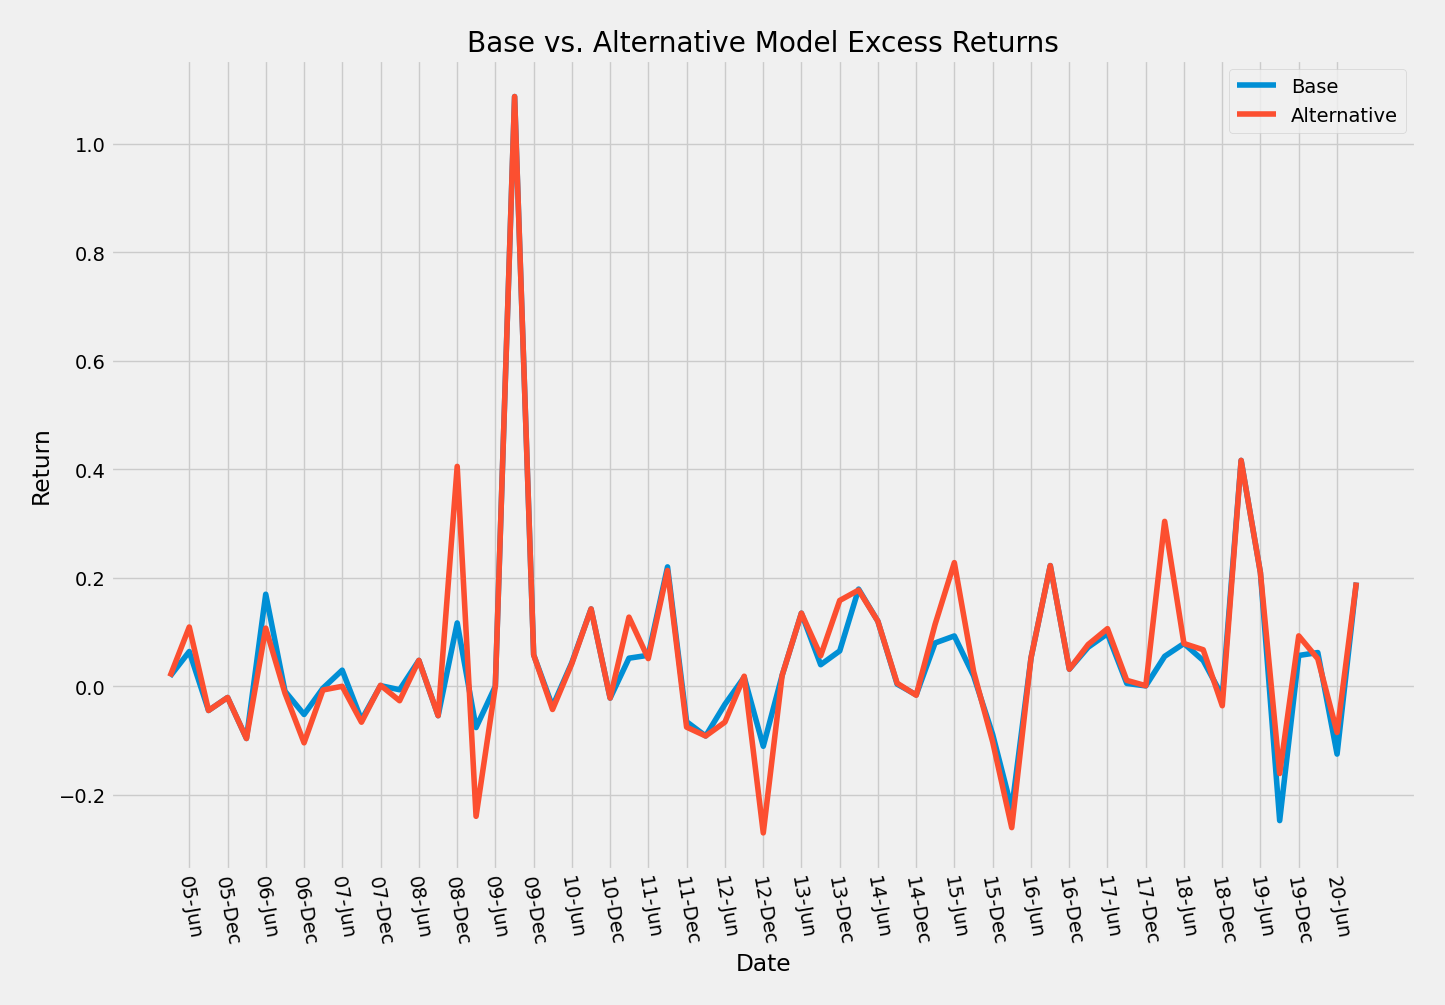 Base vs. Alternative Model Excess Returns
Base
Alternative
Return
1.0
0.8
0.6
0.4
0.2
0.0
−0.2
05-Jun
05-Dec
06-Jun
06-Dec
07-Jun
07-Dec
08-Jun
08-Dec
09-Jun
09-Dec
10-Jun
10-Dec
11-Jun
11-Dec
12-Jun
12-Dec
13-Jun
13-Dec
14-Jun
14-Dec
15-Jun
15-Dec
16-Jun
16-Dec
17-Jun
17-Dec
18-Jun
18-Dec
19-Jun
19-Dec
20-Jun
Date